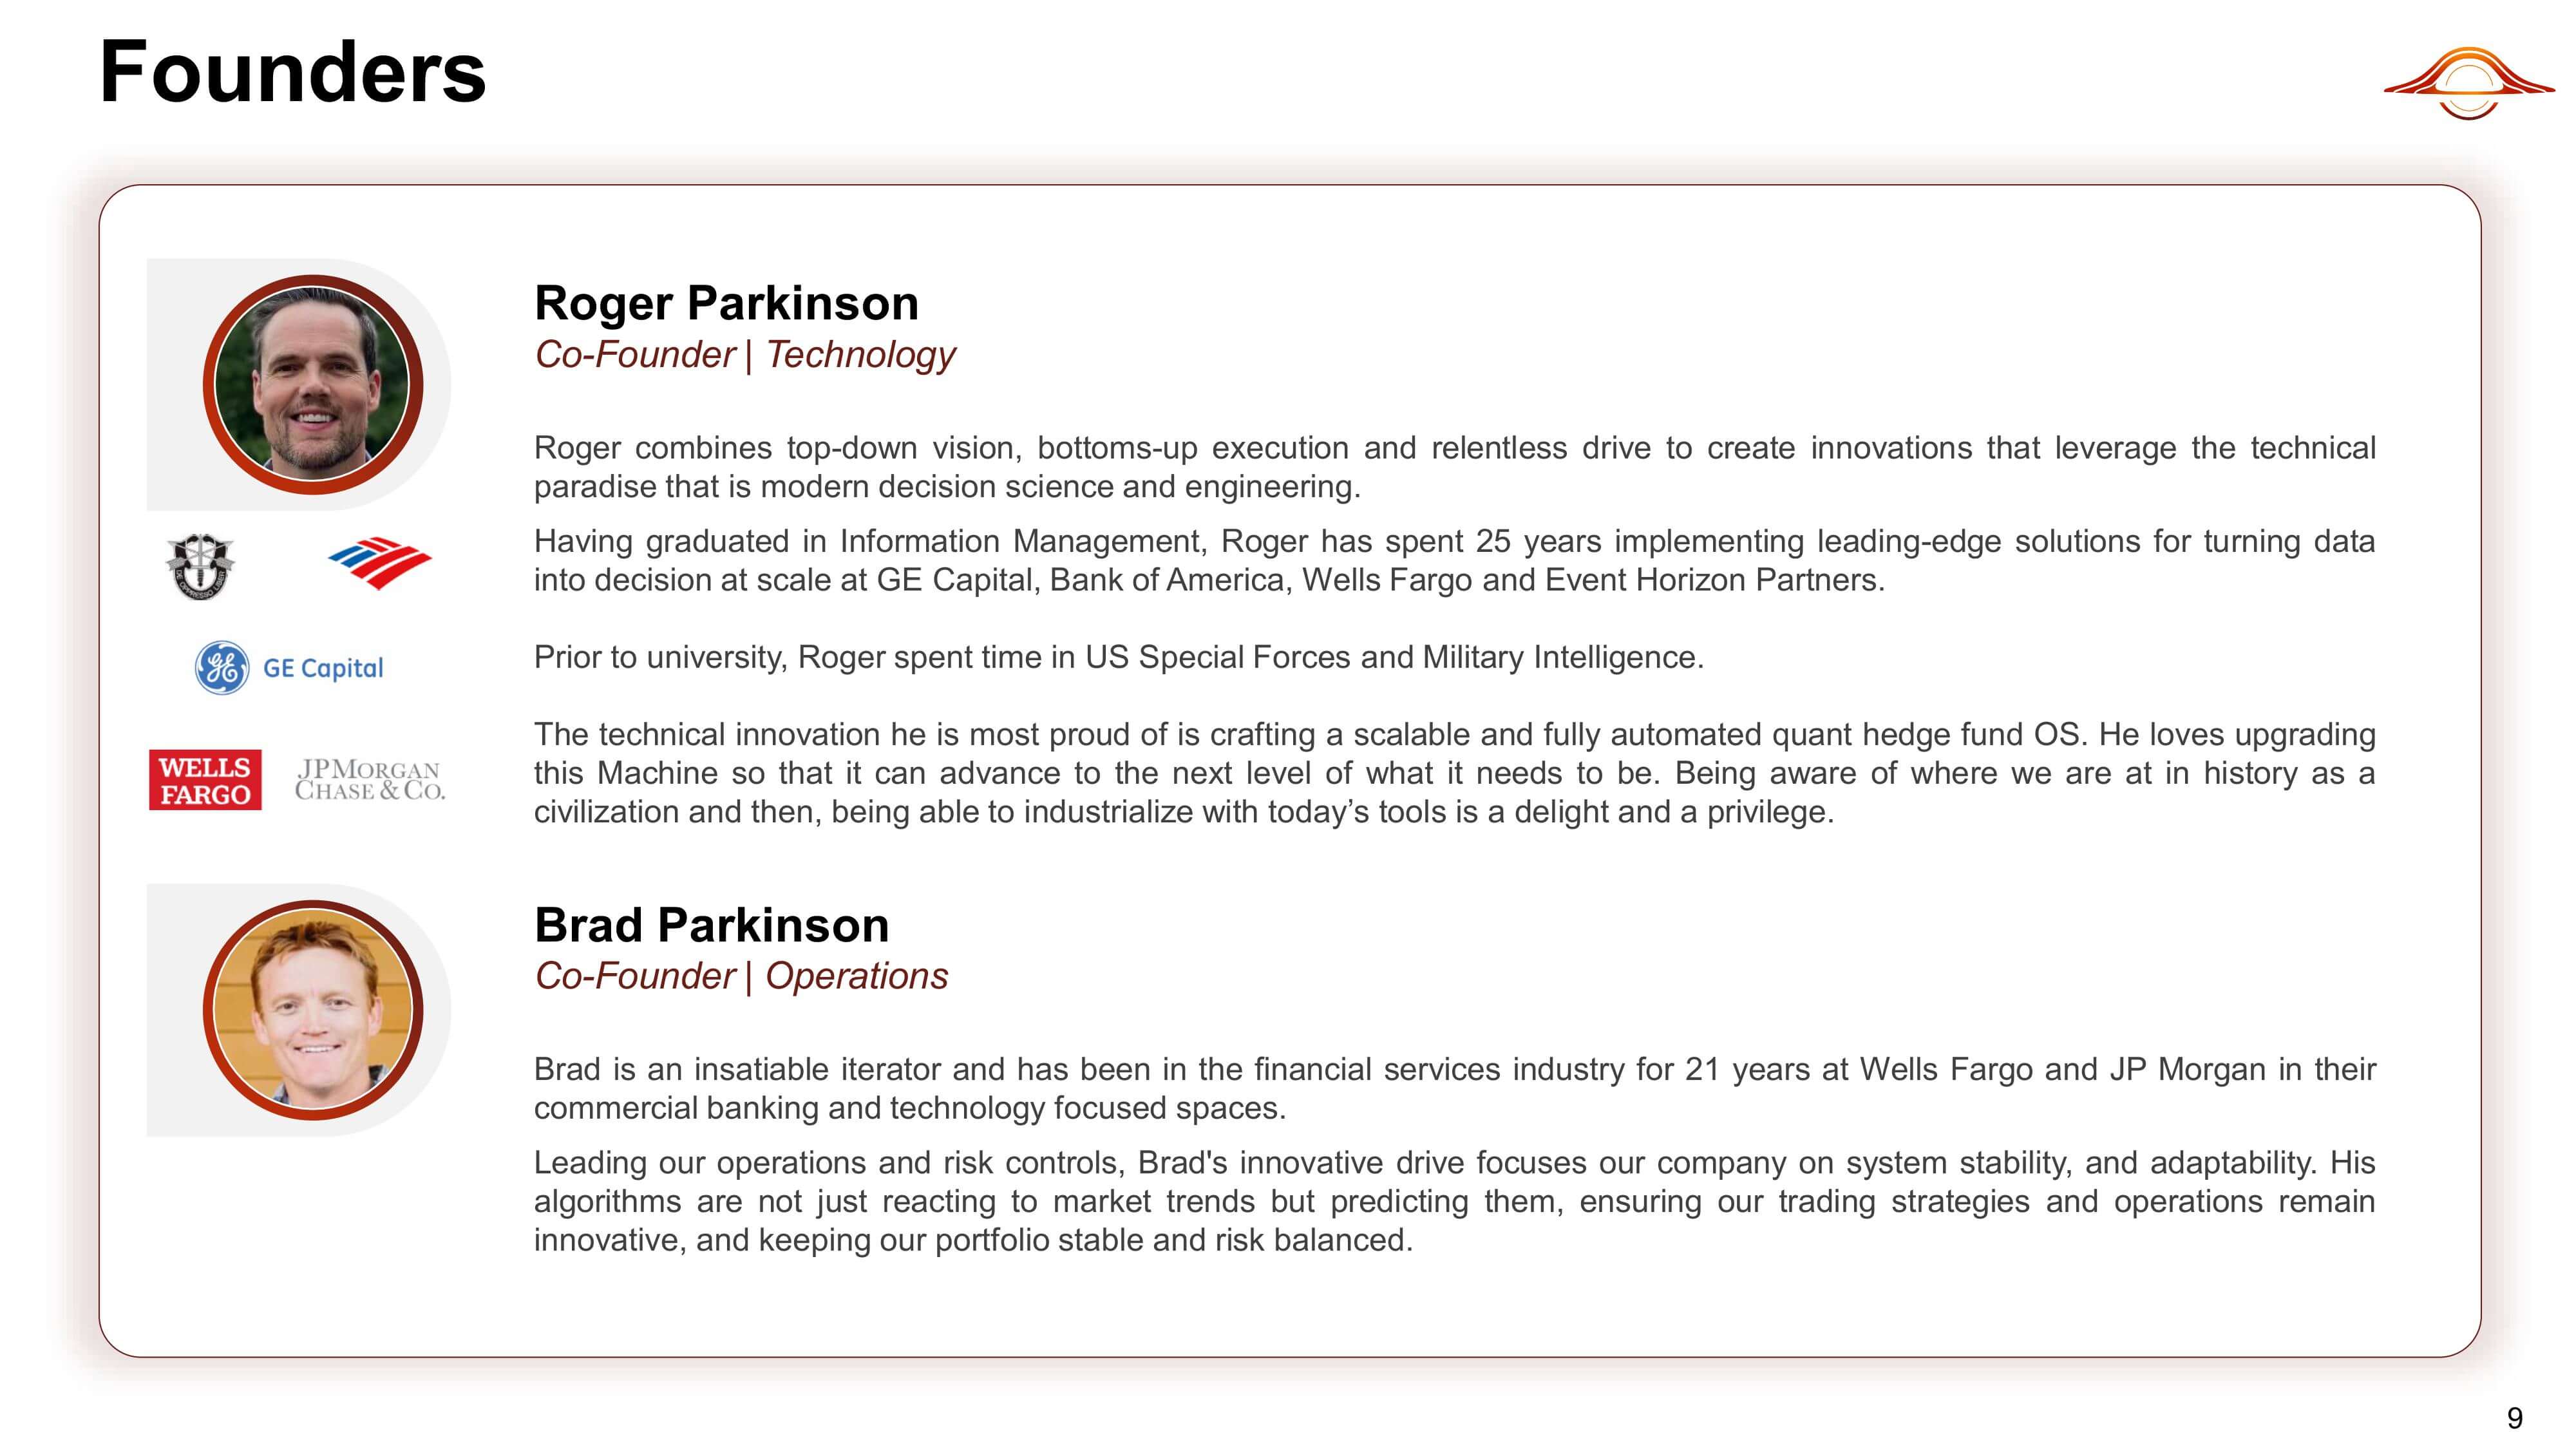 Founders
Roger Parkinson
Co-Founder | Technology
Roger combines top-down vision, bottoms-up execution and relentless drive to create innovations that leverage the technical
paradise that is modern decision science and engineering.
Having graduated in Information Management, Roger has spent 25 years implementing leading-edge solutions for turning data
into decision at scale at GE Capital, Bank of America, Wells Fargo and Event Horizon Partners.
GE Capital
Prior to university, Roger spent time in US Special Forces and Military Intelligence.
WELLS
FARGO
JPMORGAN
CHASE & CO.
The technical innovation he is most proud of is crafting a scalable and fully automated quant hedge fund OS. He loves upgrading
this Machine so that it can advance to the next level of what it needs to be. Being aware of where we are at in history as a
civilization and then, being able to industrialize with today’s tools is a delight and a privilege.
Brad Parkinson
Co-Founder | Operations
Brad is an insatiable iterator and has been in the financial services industry for 21 years at Wells Fargo and JP Morgan in their
commercial banking and technology focused spaces.
Leading our operations and risk controls, Brad's innovative drive focuses our company on system stability, and adaptability. His
algorithms are not just reacting to market trends but predicting them, ensuring our trading strategies and operations remain
innovative, and keeping our portfolio stable and risk balanced.
9